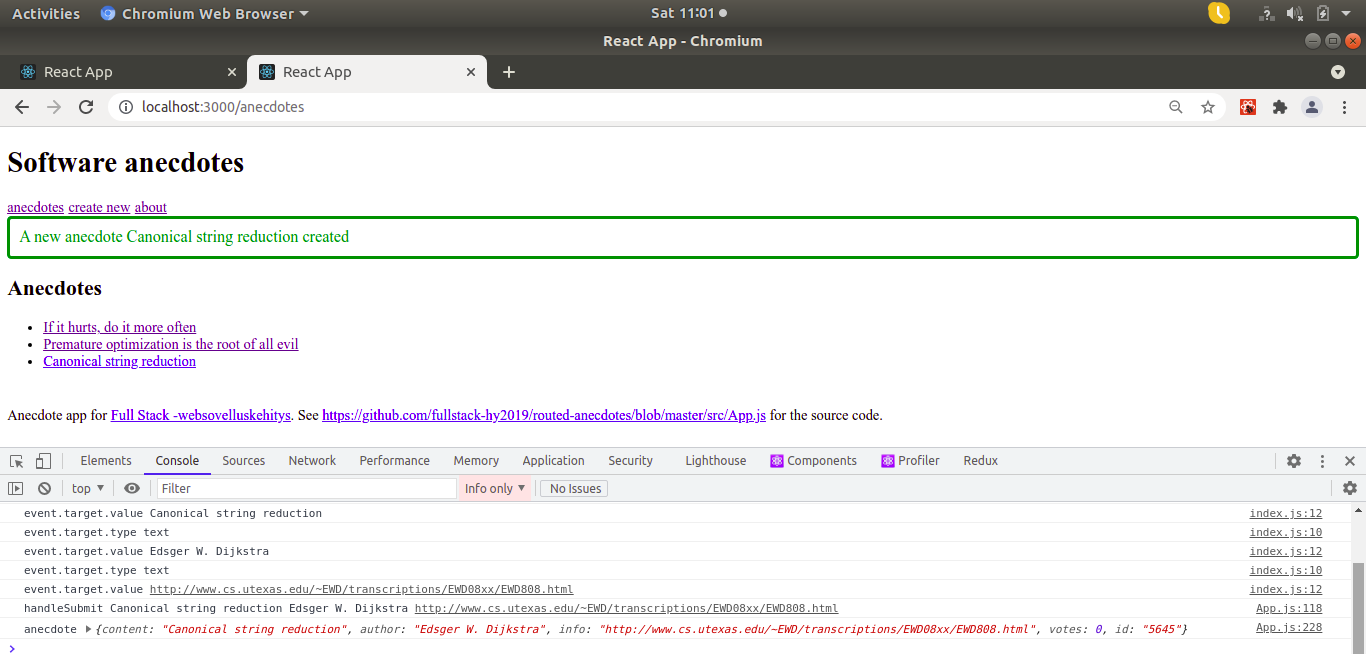 Activities Chromium Web Browser Sat 11:01
React App - Chromium
React App React App
localhost:3000/anecdotes
Software anecdotes
anecdotes create new about
A new anecdote Canonical string reduction created
Anecdotes
If it hurts, do it more often
Premature optimization is the root of all evil
Canonical string reduction
Anecdote app for Full Stack -websovelluskehitys. See https://github.com/fullstack-hy2019/routed-anecdotes/blob/master/src/App.js for the source code.
Elements Console Sources Network Performance Memory Application Security Lighthouse Components Profiler Redux
top Filter Info only No Issues
event.target.value Canonical string reduction index.js:12
event.target.type text index.js:10
event.target.value Edsger W. Dijkstra index.js:12
event.target.type text index.js:10
event.target.value http://www.cs.utexas.edu/~EWD/transcriptions/EWD08xx/EWD808.html index.js:12
handleSubmit Canonical string reduction Edsger W. Dijkstra http://www.cs.utexas.edu/~EWD/transcriptions/EWD08xx/EWD808.html App.js:118
anecdote {content: "Canonical string reduction", author: "Edsger W. Dijkstra", info: "http://www.cs.utexas.edu/~EWD/transcriptions/EWD08xx/EWD808.html", votes: 0, id: "5645"} App.js:228